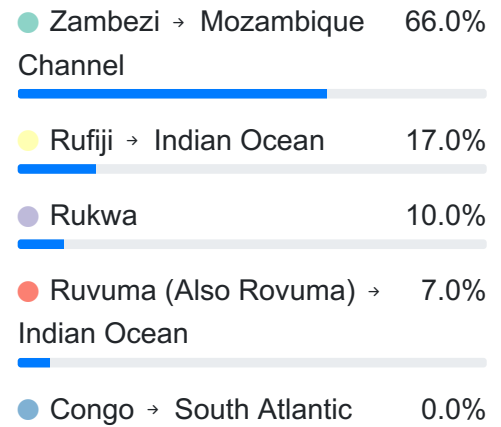 Zambezi → Mozambique 66.0%
Channel
Rufiji → Indian Ocean 17.0%
Rukwa 10.0%
Ruvuma (Also Rovuma) → 7.0%
Indian Ocean
Congo → South Atlantic 0.0%